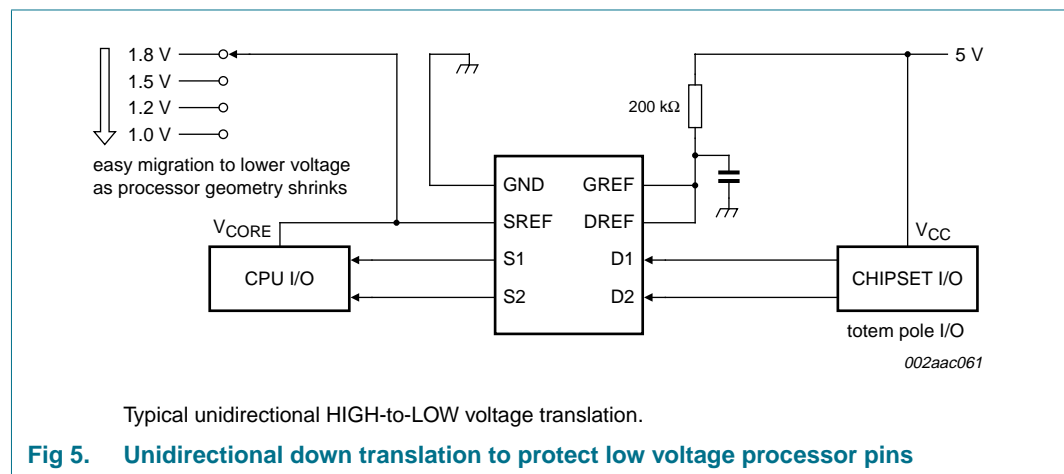 1.8 V
1.5 V
1.2 V
1.0 V
easy migration to lower voltage
as processor geometry shrinks
5 V
200 kΩ
GND GREF
SREF DREF
S1 D1
S2 D2
VCORE
CPU I/O
VCC
CHIPSET I/O
totem pole I/O
002aac061
Typical unidirectional HIGH-to-LOW voltage translation.
Fig 5. Unidirectional down translation to protect low voltage processor pins